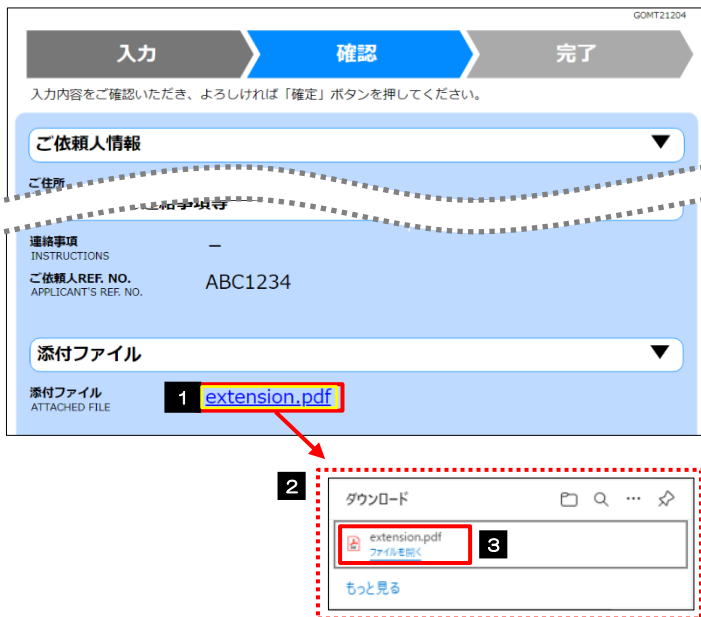 GOMT21204
入力
確認
完了
入力内容をご確認いただき、よろしければ「確定」ボタンを押してください。
ご依頼人情報
▼
ご住所
連絡事項等
連絡事項
INSTRUCTIONS
－
ご依頼人REF. NO.
APPLICANT'S REF. NO.
ABC1234
添付ファイル
▼
添付ファイル
ATTACHED FILE
1
extension.pdf
2
ダウンロード
extension.pdf
ファイルを開く
3
もっと見る